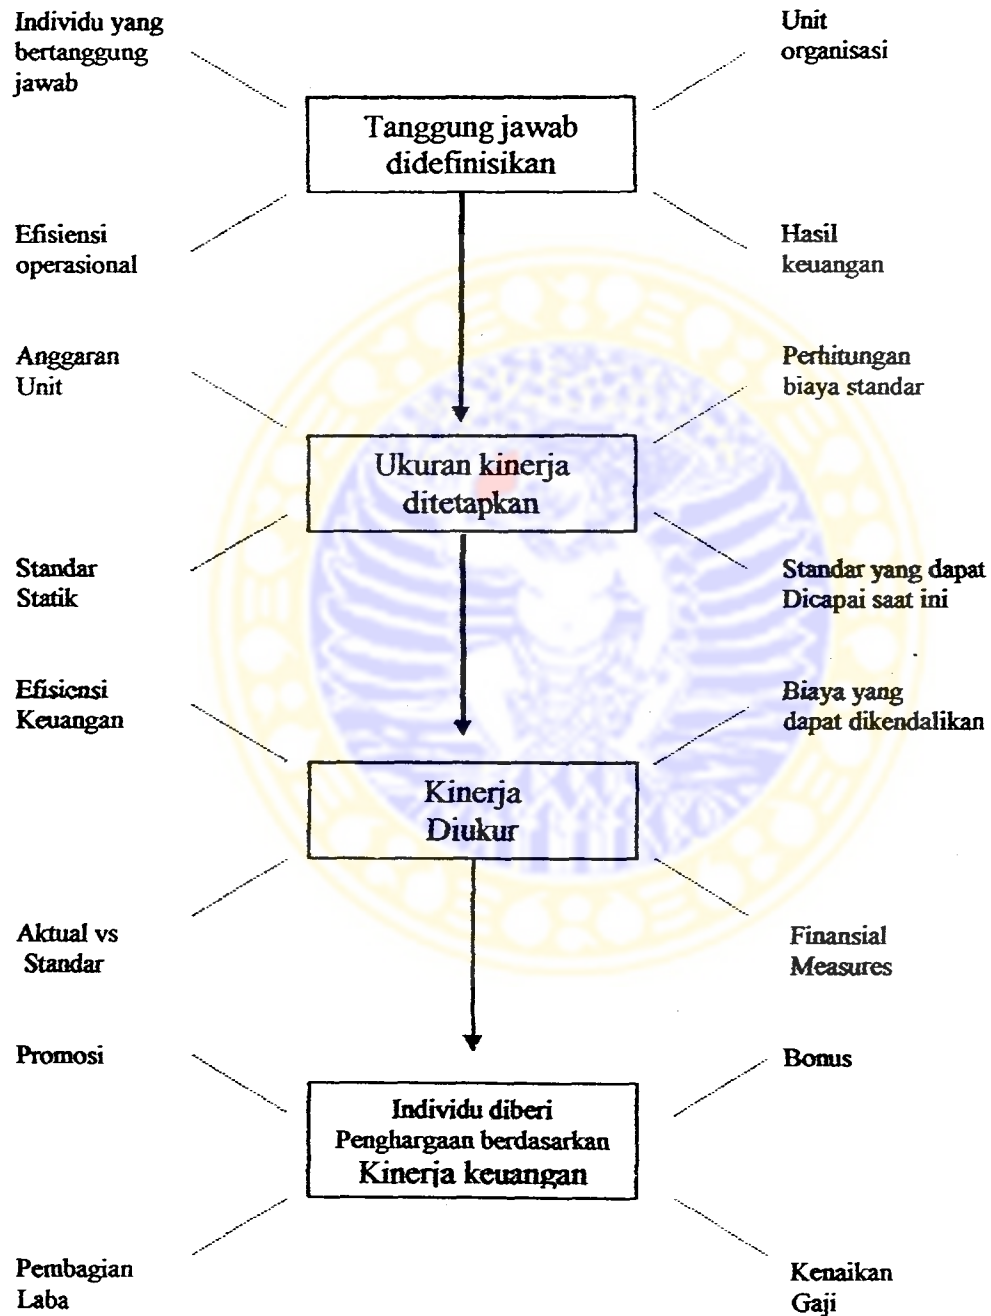 Individu yang
bertanggung
jawab
Unit
organisasi
Tanggung jawab
didefinisikan
Efisiensi
operasional
Hasil
keuangan
Anggaran
Unit
Perhitungan
biaya standar
Ukuran kinerja
ditetapkan
Standar
Statik
Standar yang dapat
Dicapai saat ini
Efisiensi
Keuangan
Biaya yang
dapat dikendalikan
Kinerja
Diukur
Aktual vs
Standar
Finansial
Measures
Promosi
Bonus
Individu diberi
Penghargaan berdasarkan
Kinerja keuangan
Pembagian
Laba
Kenaikan
Gaji